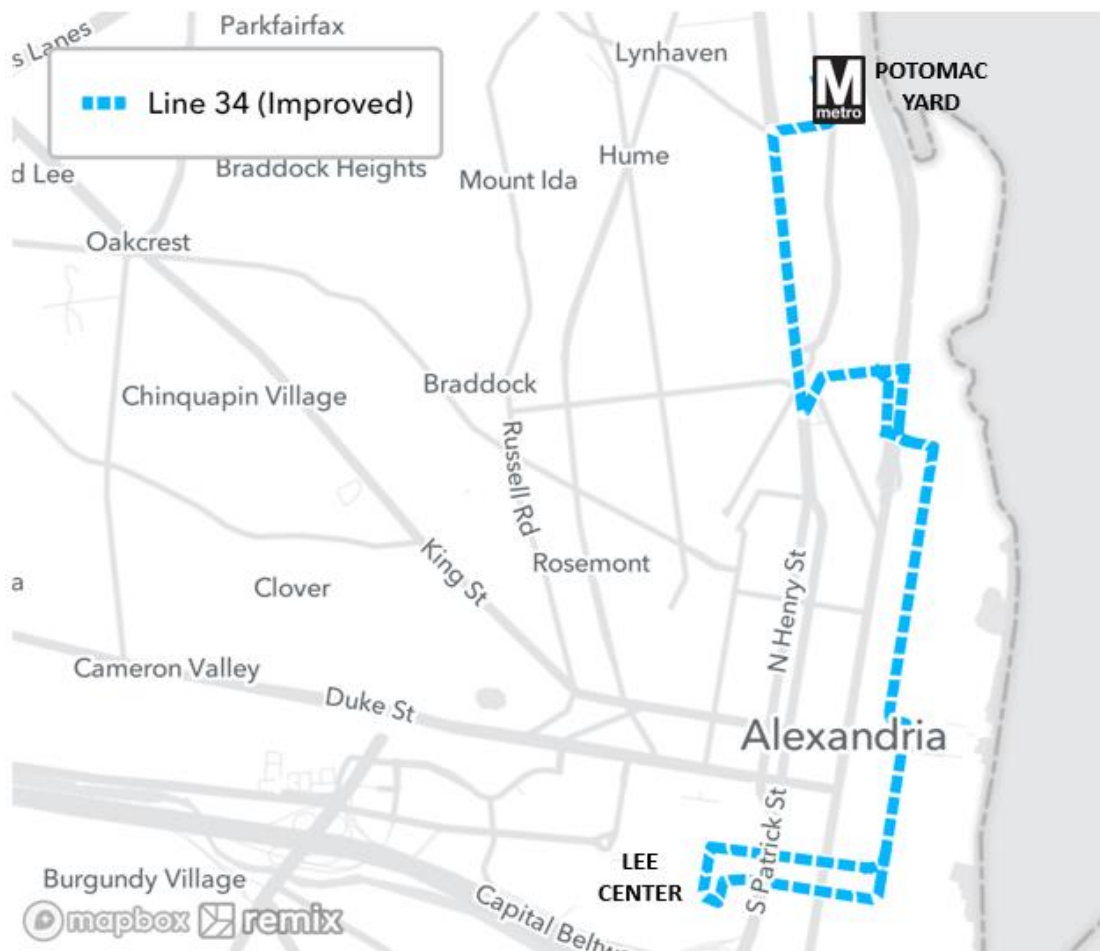 Parkfairfax
s Lanes
Lynhaven
M
metro
POTOMAC
YARD
Line 34 (Improved)
d Lee
Braddock Heights
Mount Ida
Hume
Oakcrest
Chinquapin Village
Braddock
Russell Rd
King St
Rosemont
Clover
a
N Henry St
Cameron Valley
Duke St
Alexandria
S Patrick St
LEE
CENTER
Burgundy Village
Capital Beltw
mapbox remix